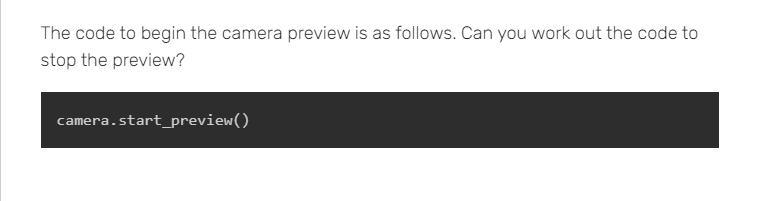 The code to begin the camera preview is as follows. Can you work out the code to
stop the preview?
camera.start_preview()